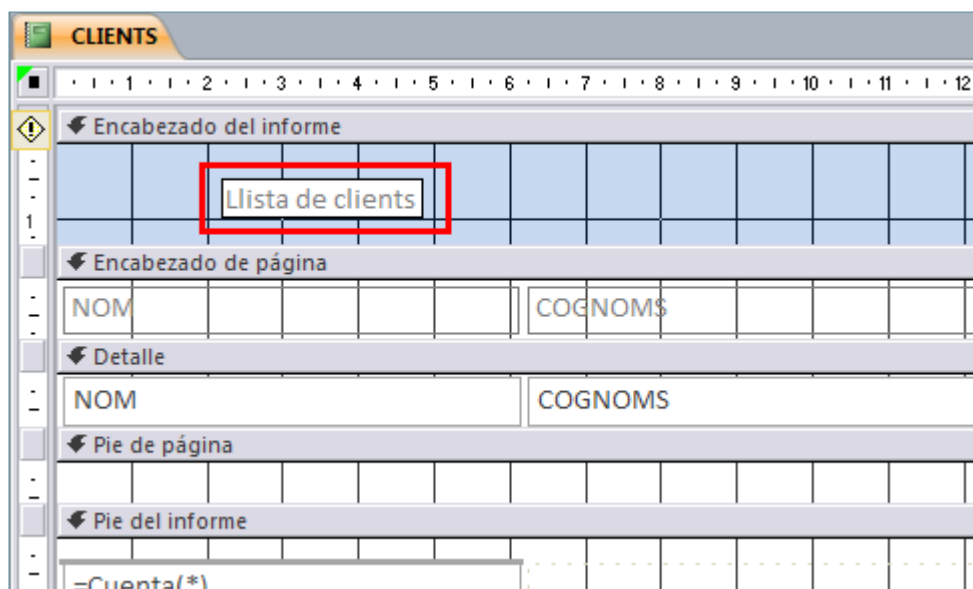 CLIENTS
1 2 3 4 5 6 7 8 9 10 11 12
Encabezado del informe
Llista de clients
1
Encabezado de página
NOM COGNOMS
Detalle
NOM COGNOMS
Pie de página
Pie del informe
=Cuenta(*)